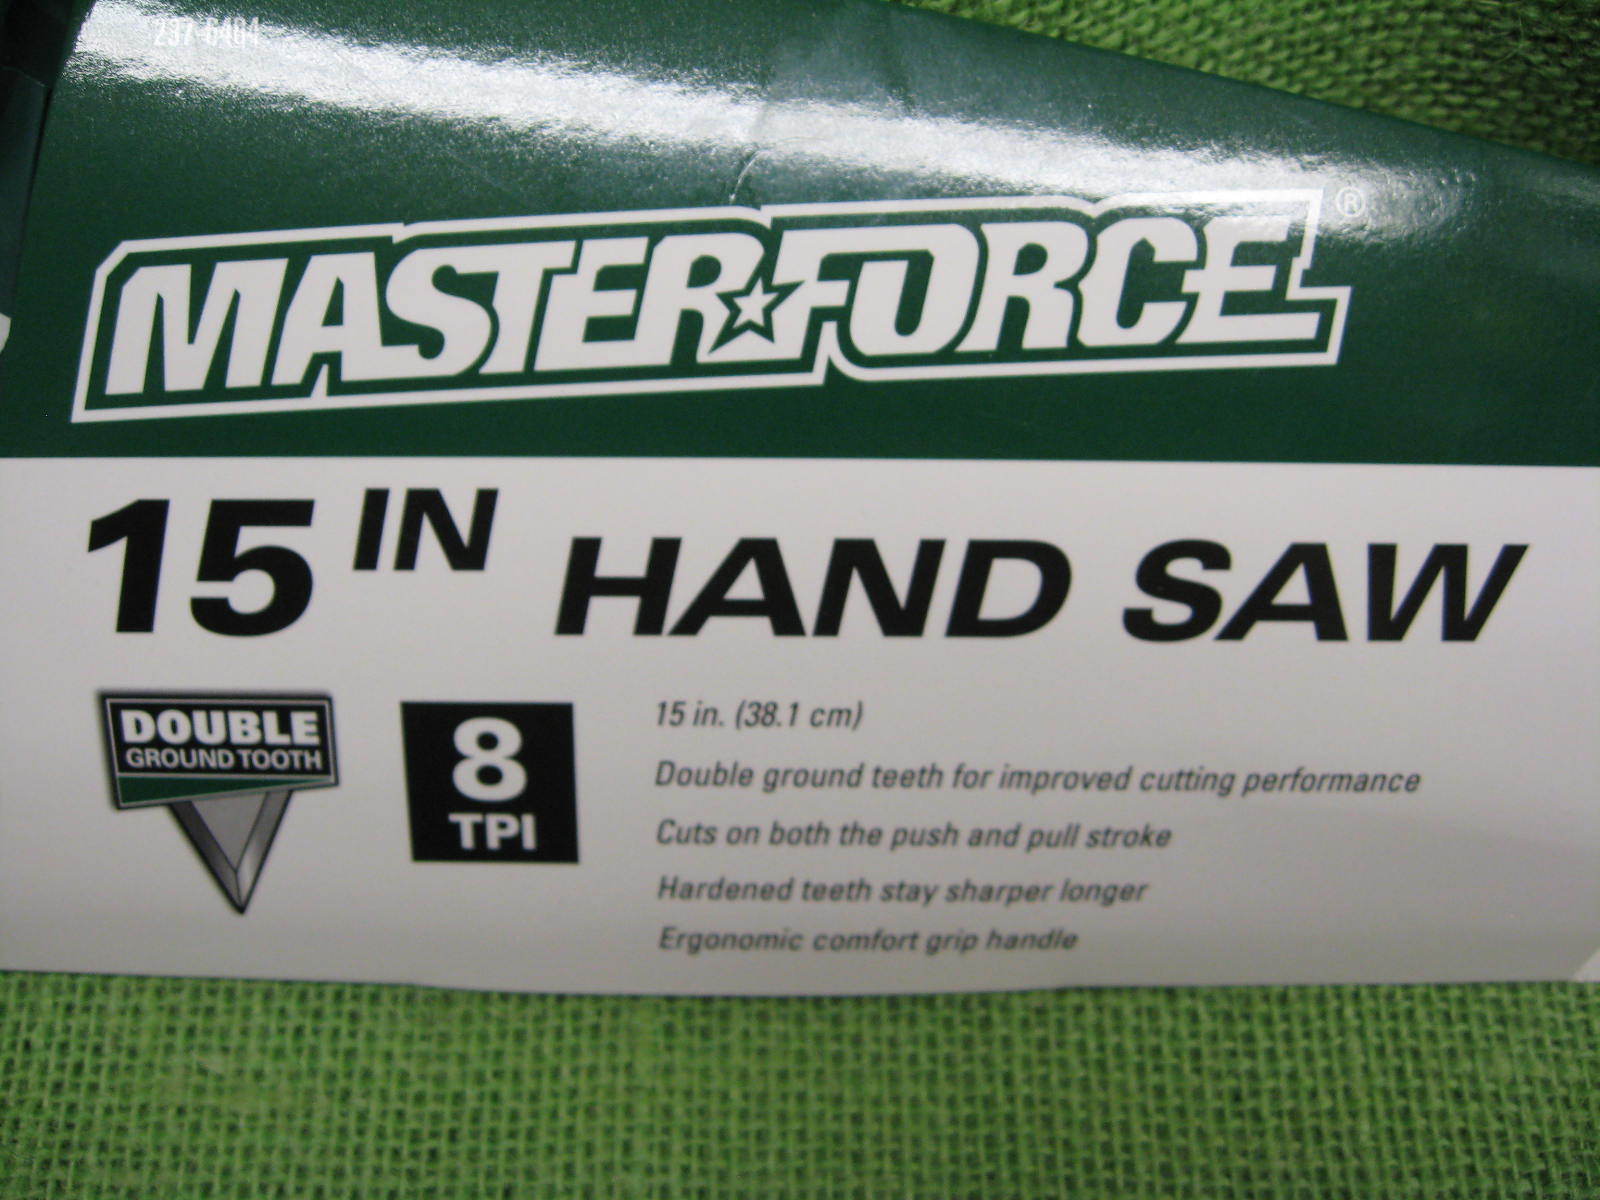 237-6404
MASTERFORCE®
15 IN HAND SAW
DOUBLE
GROUND TOOTH
8
TPI
15 in. (38.1 cm)
Double ground teeth for improved cutting performance
Cuts on both the push and pull stroke
Hardened teeth stay sharper longer
Ergonomic comfort grip handle